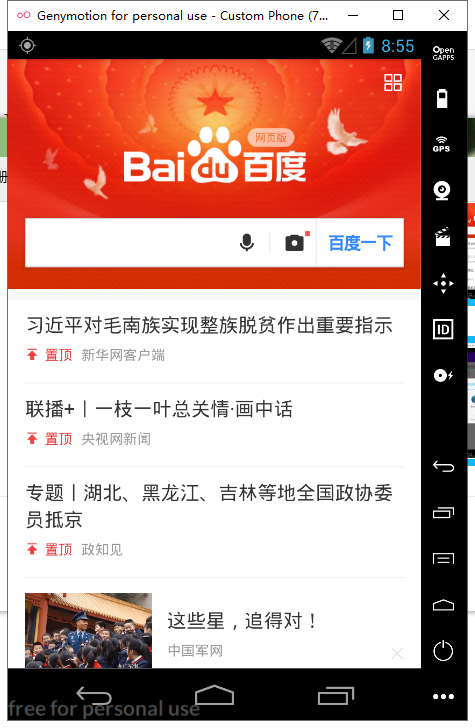 Genymotion for personal use - Custom Phone (7...
8:55
Open
GAPPS
GPS
网页版
Bai du 百度
百度一下
ID
习近平对毛南族实现整族脱贫作出重要指示
置顶 新华网客户端
联播+丨一枝一叶总关情·画中话
置顶 央视网新闻
专题丨湖北、黑龙江、吉林等地全国政协委
员抵京
置顶 政知见
这些星，追得对！
中国军网
free for personal use